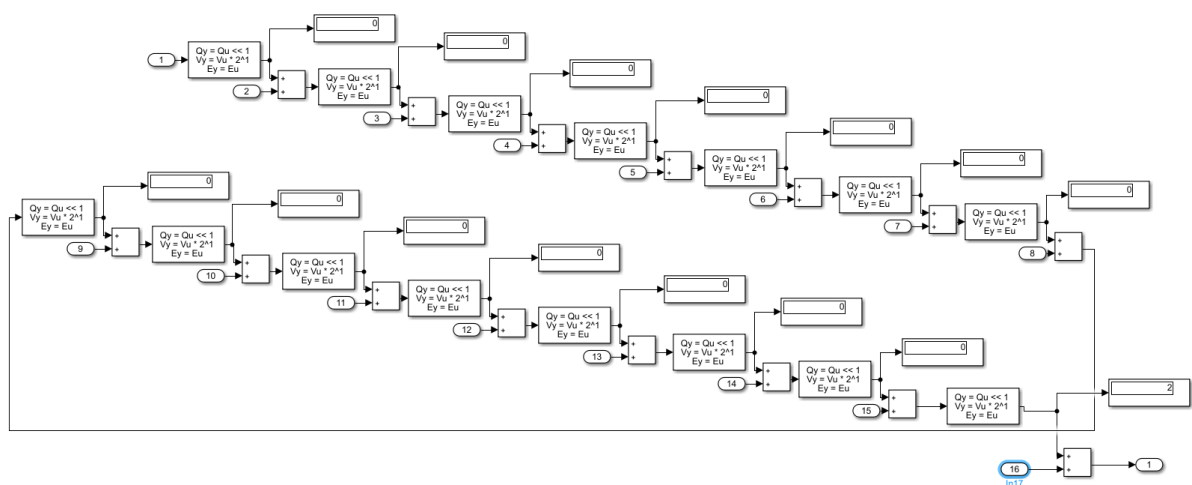 0
1
Qy = Qu << 1
Vy = Vu * 2^1
Ey = Eu
0
2
+
+
Qy = Qu << 1
Vy = Vu * 2^1
Ey = Eu
0
3
+
+
Qy = Qu << 1
Vy = Vu * 2^1
Ey = Eu
0
4
+
+
Qy = Qu << 1
Vy = Vu * 2^1
Ey = Eu
0
5
+
+
Qy = Qu << 1
Vy = Vu * 2^1
Ey = Eu
0
6
+
+
Qy = Qu << 1
Vy = Vu * 2^1
Ey = Eu
0
7
+
+
Qy = Qu << 1
Vy = Vu * 2^1
Ey = Eu
8
+
+
0
Qy = Qu << 1
Vy = Vu * 2^1
Ey = Eu
0
9
+
+
Qy = Qu << 1
Vy = Vu * 2^1
Ey = Eu
0
10
+
+
Qy = Qu << 1
Vy = Vu * 2^1
Ey = Eu
0
11
+
+
Qy = Qu << 1
Vy = Vu * 2^1
Ey = Eu
0
12
+
+
Qy = Qu << 1
Vy = Vu * 2^1
Ey = Eu
0
13
+
+
Qy = Qu << 1
Vy = Vu * 2^1
Ey = Eu
0
14
+
+
Qy = Qu << 1
Vy = Vu * 2^1
Ey = Eu
2
15
+
+
Qy = Qu << 1
Vy = Vu * 2^1
Ey = Eu
16
+
+
1
In17